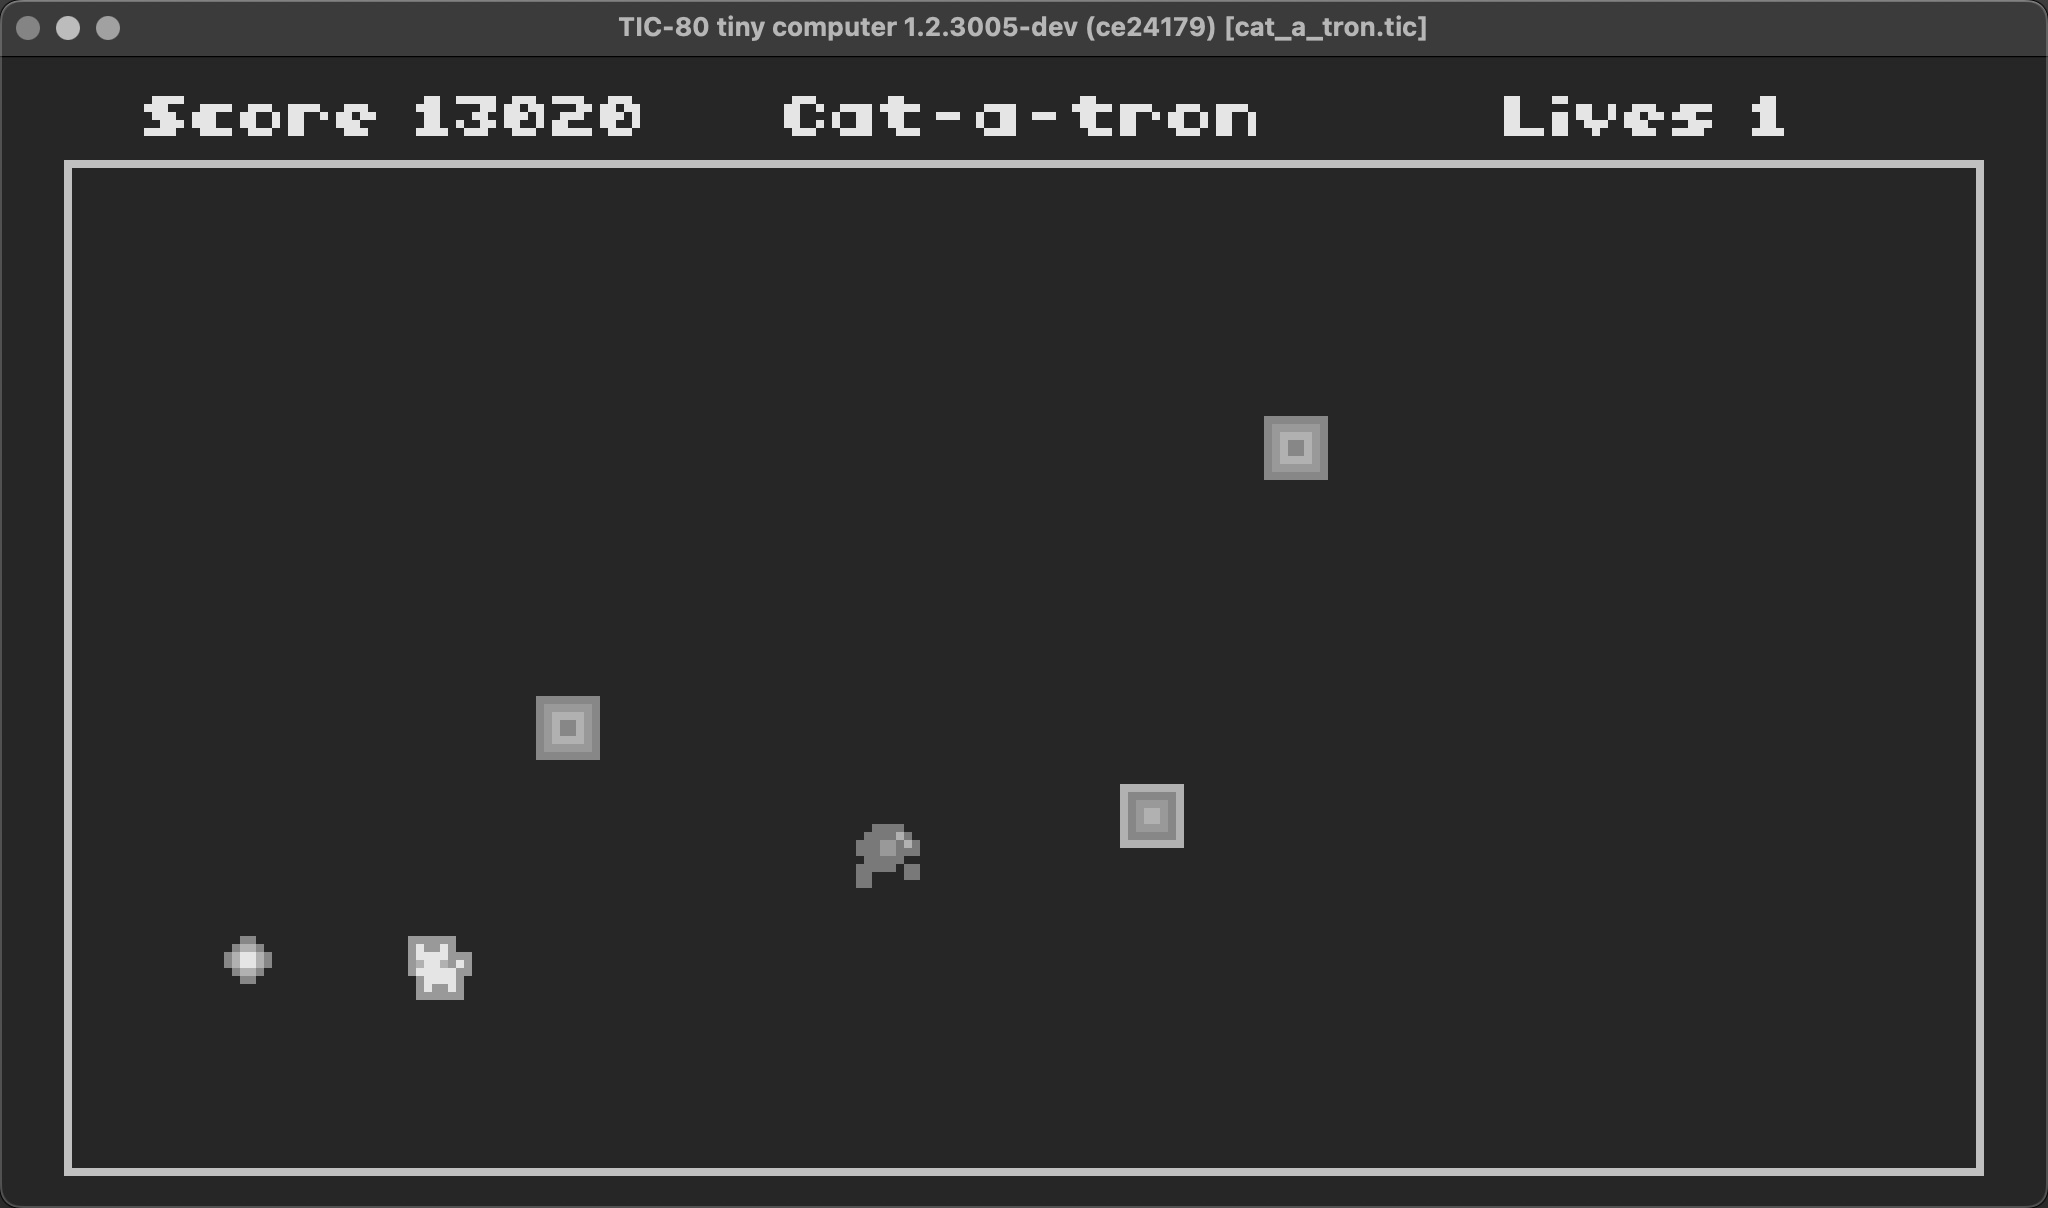 TIC-80 tiny computer 1.2.3005-dev (ce24179) [cat_a_tron.tic]
Score 13020 Cat-a-tron Lives 1